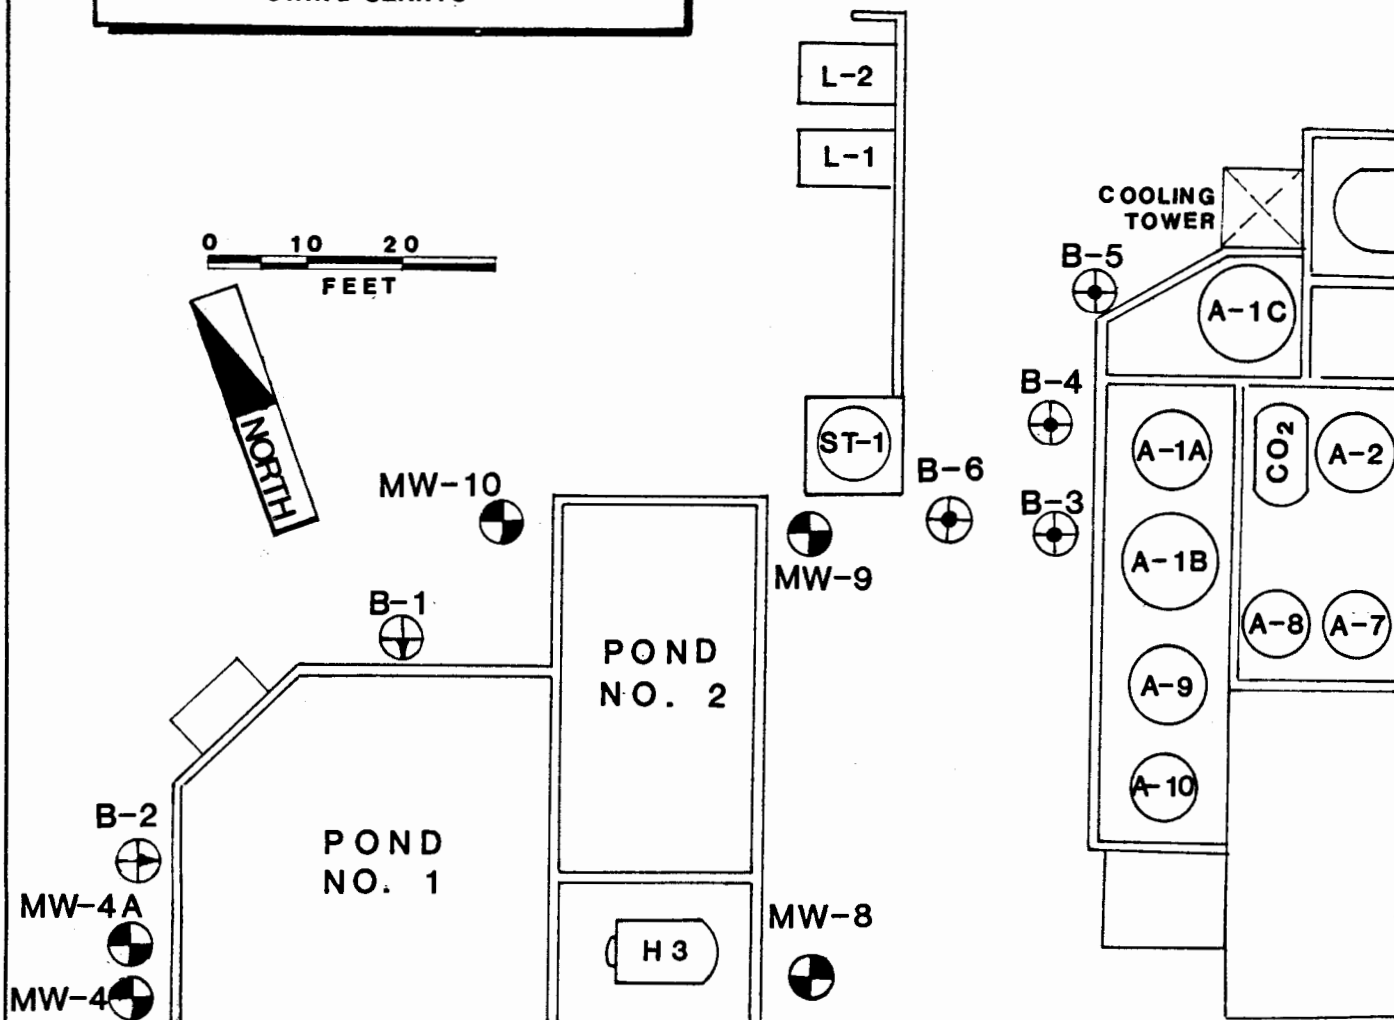 L-2
L-1
COOLING
TOWER
0 10 20
FEET
B-5
A-1C
NORTH
B-4
ST-1
A-1A
CO2
A-2
MW-10
B-6
B-3
A-1B
MW-9
B-1
A-8
A-7
POND
NO. 2
A-9
A-10
B-2
POND
NO. 1
MW-4A
MW-8
H3
MW-4